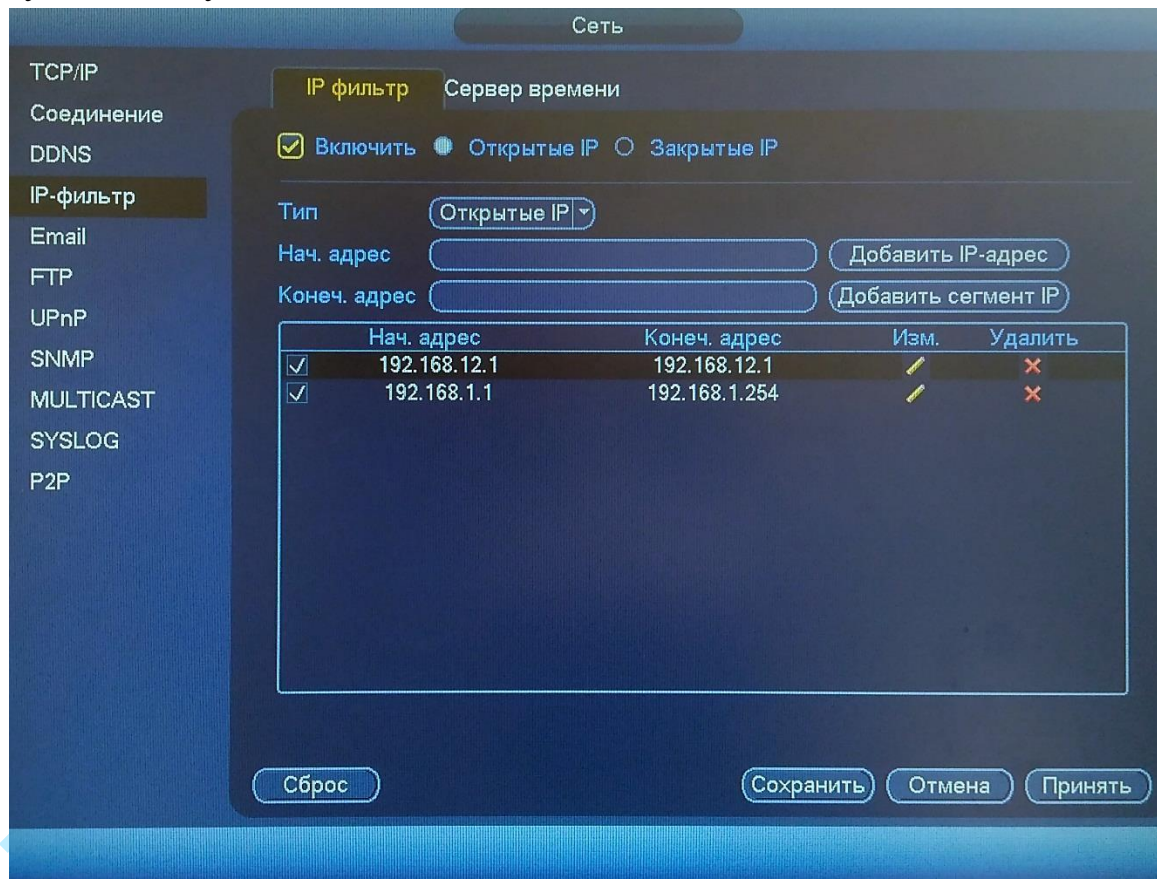 Сеть
TCP/IP
Соединение
DDNS
IP-фильтр
Email
FTP
UPnP
SNMP
MULTICAST
SYSLOG
P2P
IP фильтр Сервер времени
Включить Открытые IP Закрытые IP
Тип Открытые IP
Нач. адрес Добавить IP-адрес
Конеч. адрес Добавить сегмент IP
Нач. адрес Конеч. адрес Изм. Удалить
192.168.12.1 192.168.12.1
192.168.1.1 192.168.1.254
Сброс Сохранить Отмена Принять